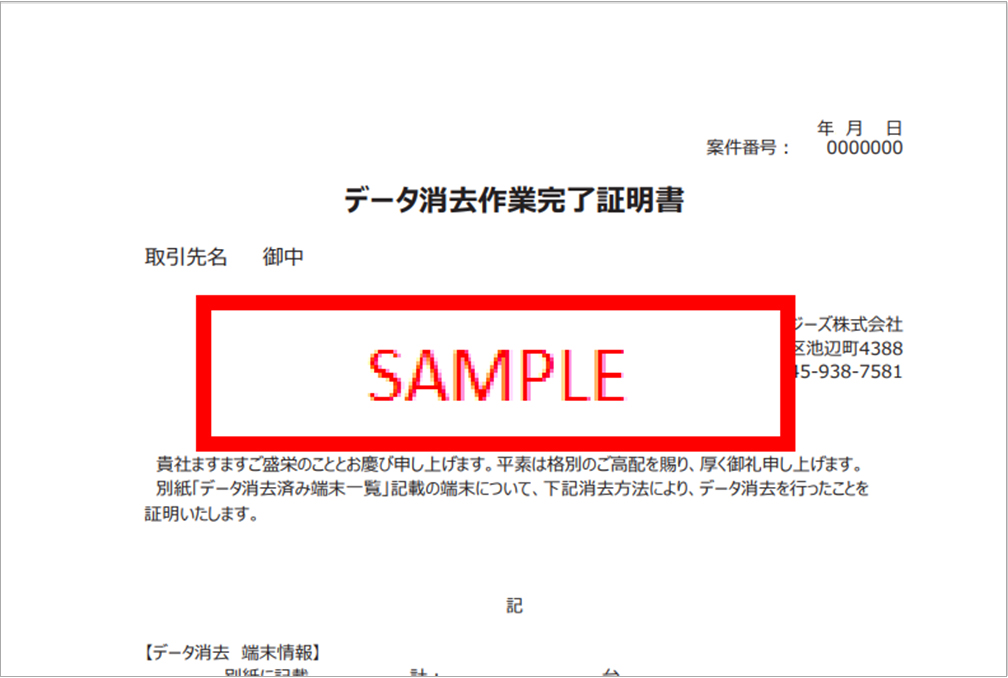 年 月 日
案件番号： 0000000
データ消去作業完了証明書
取引先名 御中
ジーズ株式会社
区池辺町4388
45-938-7581
SAMPLE
貴社ますますご盛栄のこととお慶び申し上げます。平素は格別のご高配を賜り、厚く御礼申し上げます。
別紙「データ消去済み端末一覧」記載の端末について、下記消去方法により、データ消去を行ったことを
証明いたします。
記
【データ消去 端末情報】
別紙に記載 計： 台